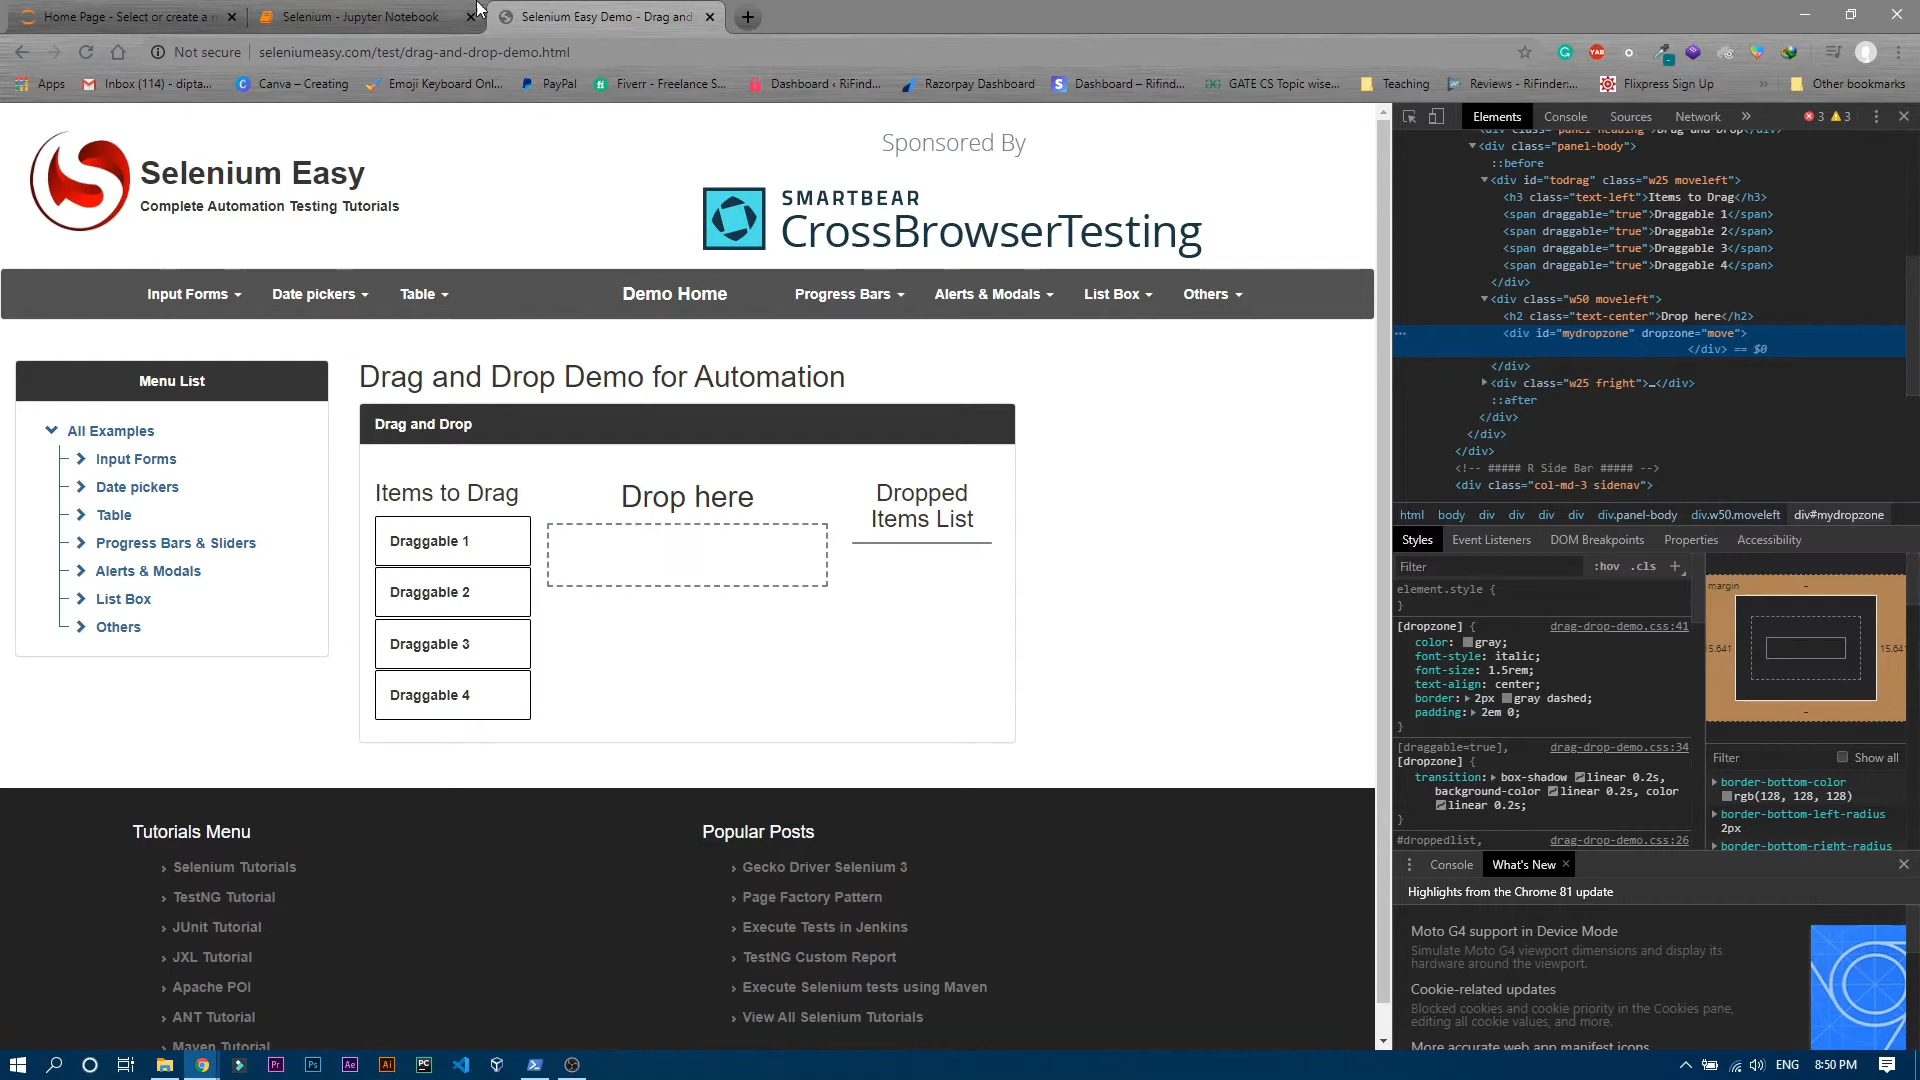 Home Page - Select or create a n
Selenium - Jupyter Notebook
Selenium Easy Demo - Drag and
Not secure
seleniumeasy.com/test/drag-and-drop-demo.html
Apps
Inbox (114) - dipta...
Canva – Creating
Emoji Keyboard Onl...
PayPal
Fiverr - Freelance S...
Dashboard ‹ RiFind...
Razorpay Dashboard
Dashboard – Rifind...
GATE CS Topic wise...
Teaching
Reviews - RiFinder:...
Flixpress Sign Up
»
Other bookmarks
Selenium Easy
Complete Automation Testing Tutorials
Sponsored By
SMARTBEAR
CrossBrowserTesting
Input Forms
Date pickers
Table
Demo Home
Progress Bars
Alerts & Modals
List Box
Others
Menu List
All Examples
Input Forms
Date pickers
Table
Progress Bars & Sliders
Alerts & Modals
List Box
Others
Drag and Drop Demo for Automation
Drag and Drop
Items to Drag
Draggable 1
Draggable 2
Draggable 3
Draggable 4
Drop here
Dropped
Items List
Tutorials Menu
Selenium Tutorials
TestNG Tutorial
JUnit Tutorial
JXL Tutorial
Apache POI
ANT Tutorial
Maven Tutorial
Popular Posts
Gecko Driver Selenium 3
Page Factory Pattern
Execute Tests in Jenkins
TestNG Custom Report
Execute Selenium tests using Maven
View All Selenium Tutorials
Elements
Console
Sources
Network
»
3
3
<div class="panel-heading">Drag and Drop</div>
<div class="panel-body">
::before
<div id="todrag" class="w25 moveleft">
<h3 class="text-left">Items to Drag</h3>
<span draggable="true">Draggable 1</span>
<span draggable="true">Draggable 2</span>
<span draggable="true">Draggable 3</span>
<span draggable="true">Draggable 4</span>
</div>
<div class="w50 moveleft">
<h2 class="text-center">Drop here</h2>
<div id="mydropzone" dropzone="move">
</div> == $0
</div>
<div class="w25 fright">…</div>
::after
</div>
</div>
</div>
<!-- ##### R Side Bar ##### -->
<div class="col-md-3 sidenav">
html
body
div
div
div
div
div.panel-body
div.w50.moveleft
div#mydropzone
Styles
Event Listeners
DOM Breakpoints
Properties
Accessibility
Filter
:hov
.cls
+
element.style {
}
[dropzone] {
drag-drop-demo.css:41
color: gray;
font-style: italic;
font-size: 1.5rem;
text-align: center;
border: 2px gray dashed;
padding: 2em 0;
}
[draggable=true],
drag-drop-demo.css:34
[dropzone] {
transition: box-shadow linear 0.2s,
background-color linear 0.2s, color
linear 0.2s;
}
#droppedlist,
drag-drop-demo.css:26
margin
-
15.641
15.641
-
Filter
Show all
border-bottom-color
rgb(128, 128, 128)
border-bottom-left-radius
2px
border-bottom-right-radius
Console
What's New
Highlights from the Chrome 81 update
Moto G4 support in Device Mode
Simulate Moto G4 viewport dimensions and display its
hardware around the viewport.
Cookie-related updates
Blocked cookies and cookie priority in the Cookies pane,
editing all cookie values, and more.
More accurate web app manifest icons
Pr
Ps
Ae
Ai
PC
ENG
8:50 PM